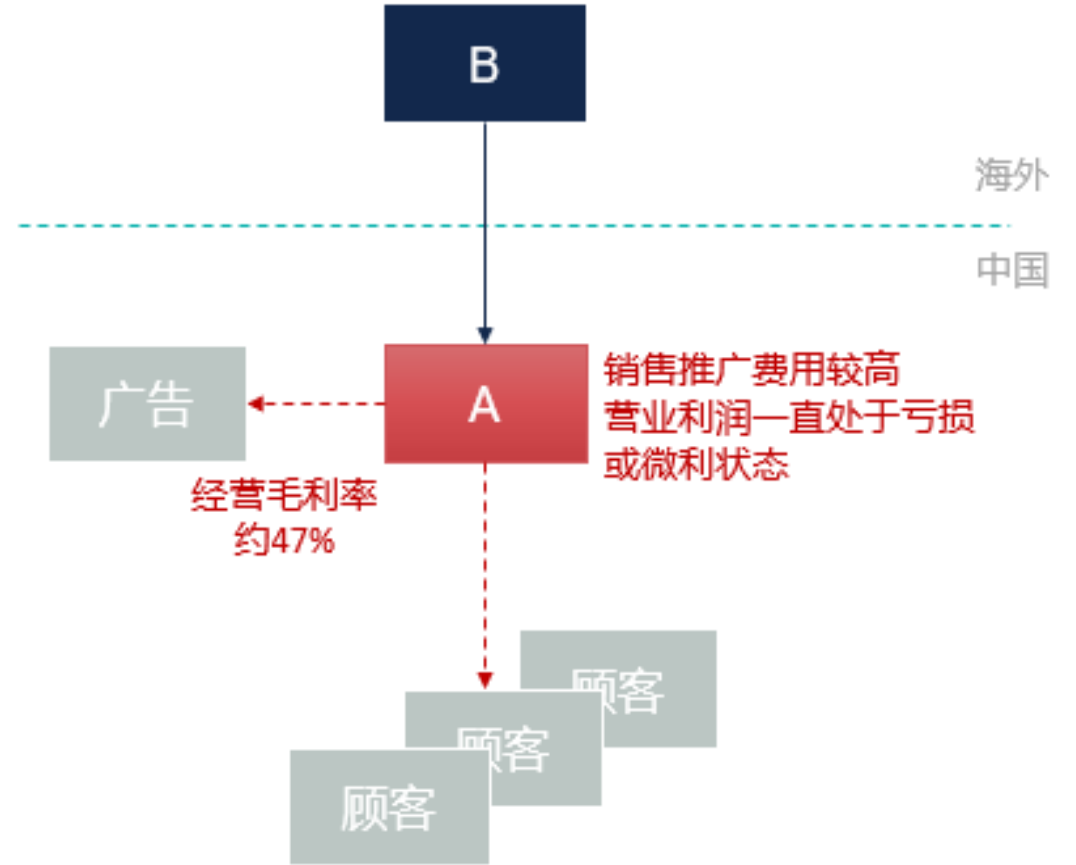 B
海外
中国
广告
A
销售推广费用较高
营业利润一直处于亏损
或微利状态
经营毛利率
约47%
顾客
顾客
顾客